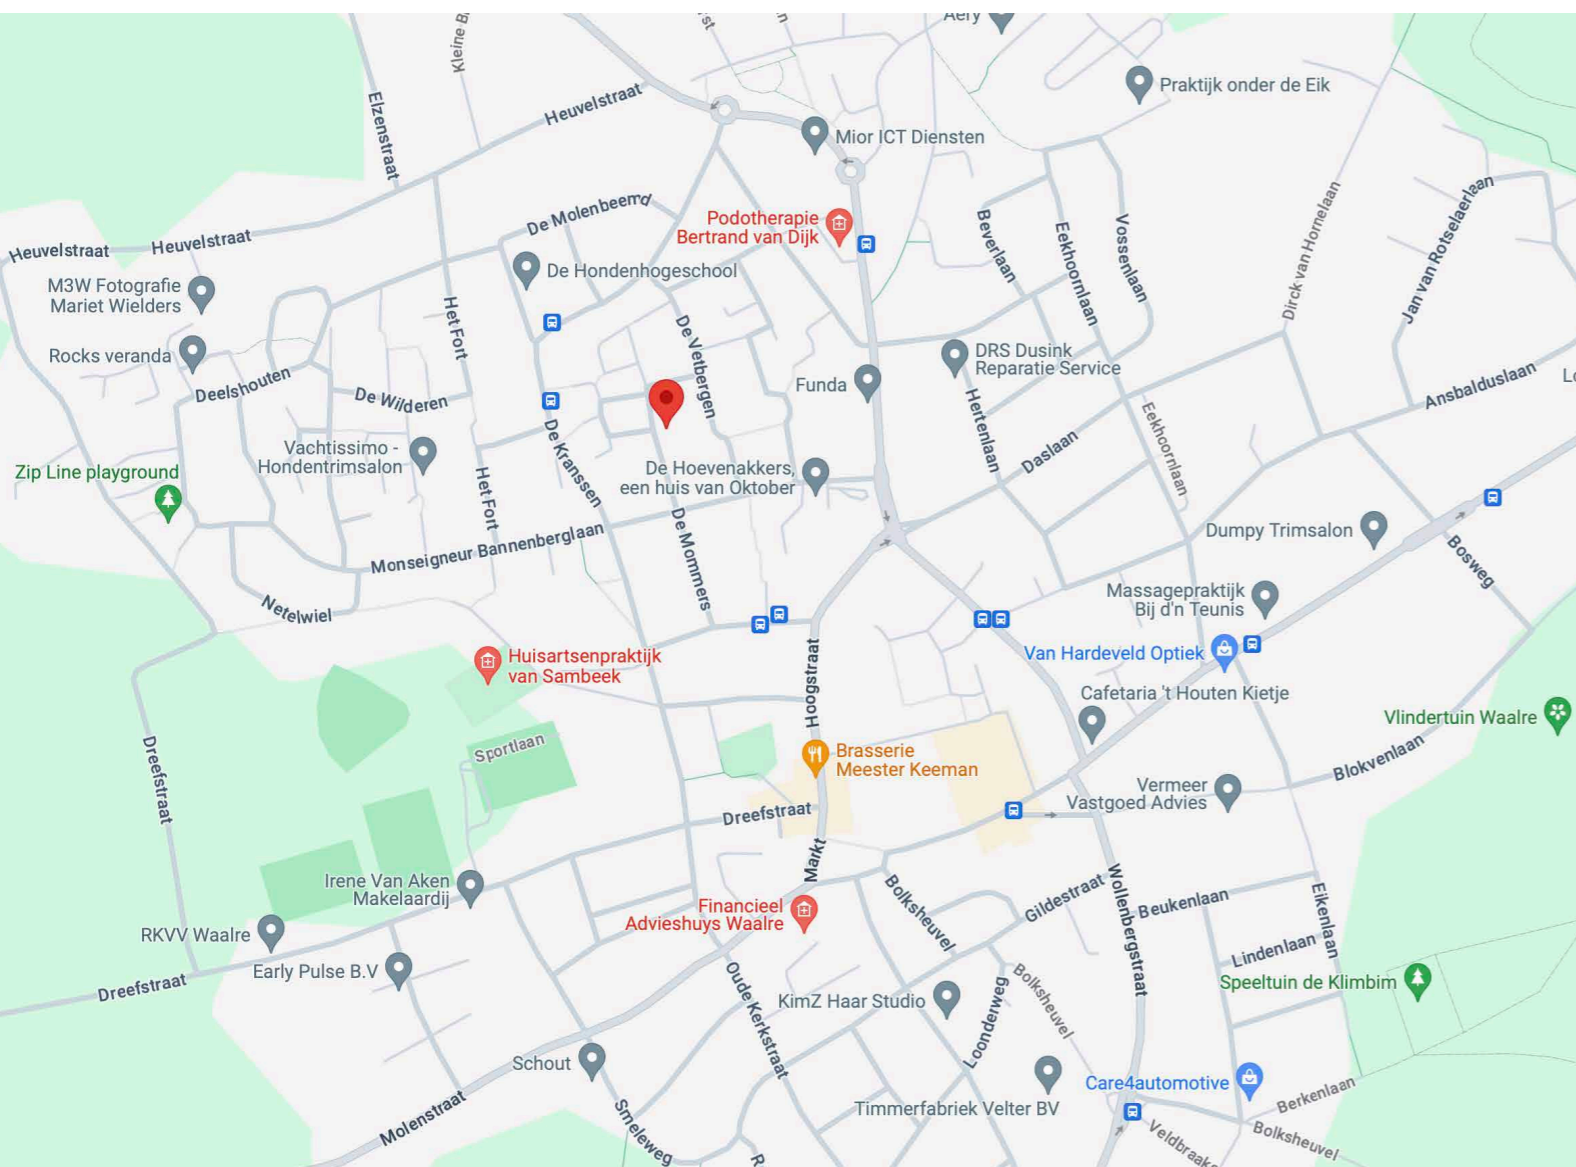 Kleine B
Aery
Elzenstraat
Heuvelstraat
Praktijk onder de Eik
Mior ICT Diensten
De Molenbeemd
Podotherapie
Bertrand van Dijk
Heuvelstraat
Heuvelstraat
De Hondenhogeschool
M3W Fotografie
Mariet Wielders
Beverlaan
Eekhoornlaan
Vossenlaan
Dirck van Hornelaan
Jan van Rotselaerlaan
Rocks veranda
Het Fort
De Vetbergen
Funda
DRS Dusink
Reparatie Service
Deelshouten
De Wilderen
Hertenlaan
Ansbalduslaan
Lo
Eekhoornlaan
Daslaan
Vachtissimo -
Hondentrimsalon
De Kranssen
Zip Line playground
Het Fort
De Hoevenakkers,
een huis van Oktober
De Mommers
Monseigneur Bannenberglaan
Dumpy Trimsalon
Bosweg
Netelwiel
Massagepraktijk
Bij d'n Teunis
Huisartsenpraktijk
van Sambeek
Hoogstraat
Van Hardeveld Optiek
Cafetaria 't Houten Kietje
Vlindertuin Waalre
Dreefstraat
Sportlaan
Brasserie
Meester Keeman
Blokvenlaan
Vermeer
Vastgoed Advies
Dreefstraat
Markt
Irene Van Aken
Makelaardij
Financieel
Advieshuys Waalre
Bolksheuvel
Gildestraat
Wollenbergstraat
Beukenlaan
Eikenlaan
Lindenlaan
RKVV Waalre
Early Pulse B.V
Dreefstraat
Oude Kerkstraat
KimZ Haar Studio
Loonderweg
Bolksheuvel
Speeltuin de Klimbim
Schout
Timmerfabriek Velter BV
Care4automotive
Berkenlaan
Molenstraat
Smeleweg
Veldbraak
Bolksheuvel